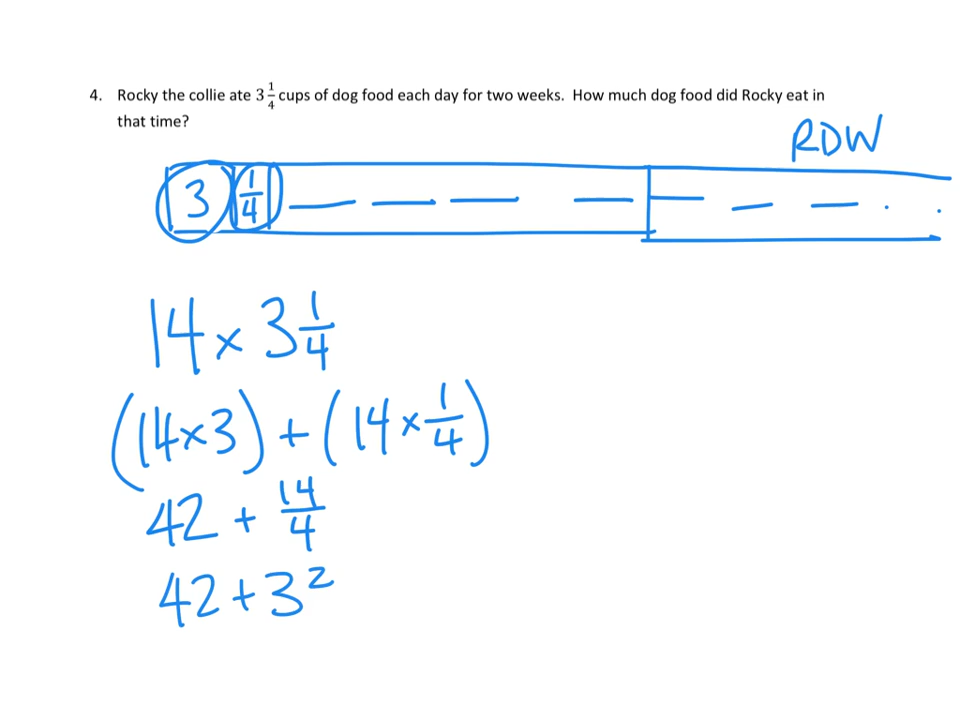 4. Rocky the collie ate 3 1/4 cups of dog food each day for two weeks. How much dog food did Rocky eat in
that time?
RDW
3 1/4
14 × 3 1/4
(14×3) + (14 × 1/4)
42 + 14/4
42 + 3 2